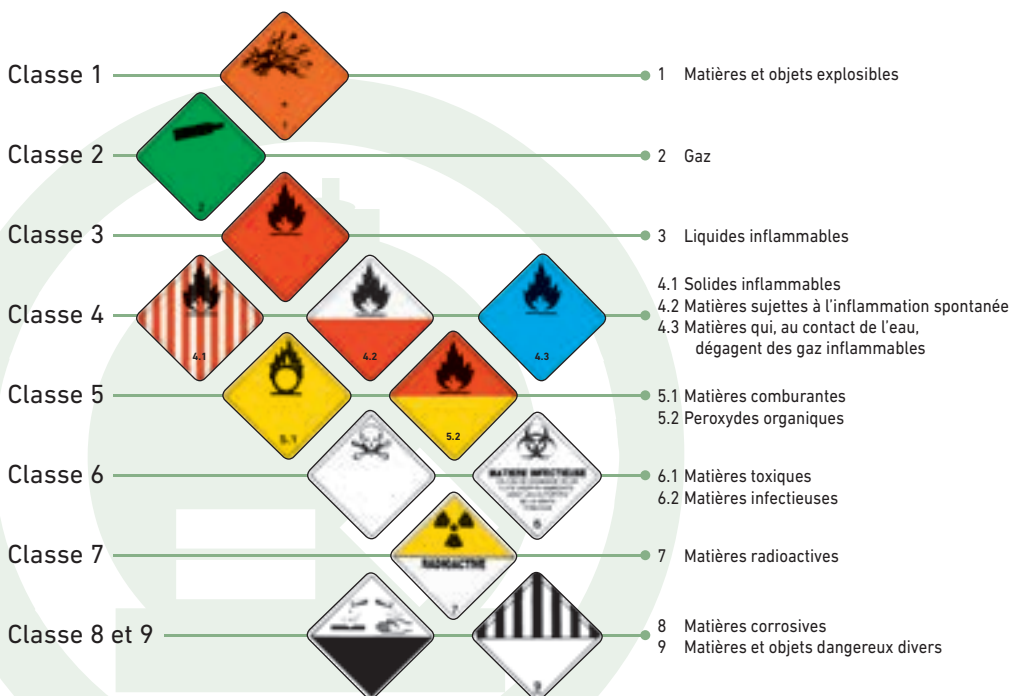 Classe 1
1 Matières et objets explosibles
Classe 2
2
2 Gaz
Classe 3
3 Liquides inflammables
Classe 4
4.1
4.2
4.3
4.1 Solides inflammables
4.2 Matières sujettes à l'inflammation spontanée
4.3 Matières qui, au contact de l'eau,
dégagent des gaz inflammables
Classe 5
5.1
5.2
5.1 Matières comburantes
5.2 Peroxydes organiques
Classe 6
MATIERE INFECTIEUSE
6
6.1 Matières toxiques
6.2 Matières infectieuses
Classe 7
RADIOACTIVE
7
7 Matières radioactives
Classe 8 et 9
9
8 Matières corrosives
9 Matières et objets dangereux divers